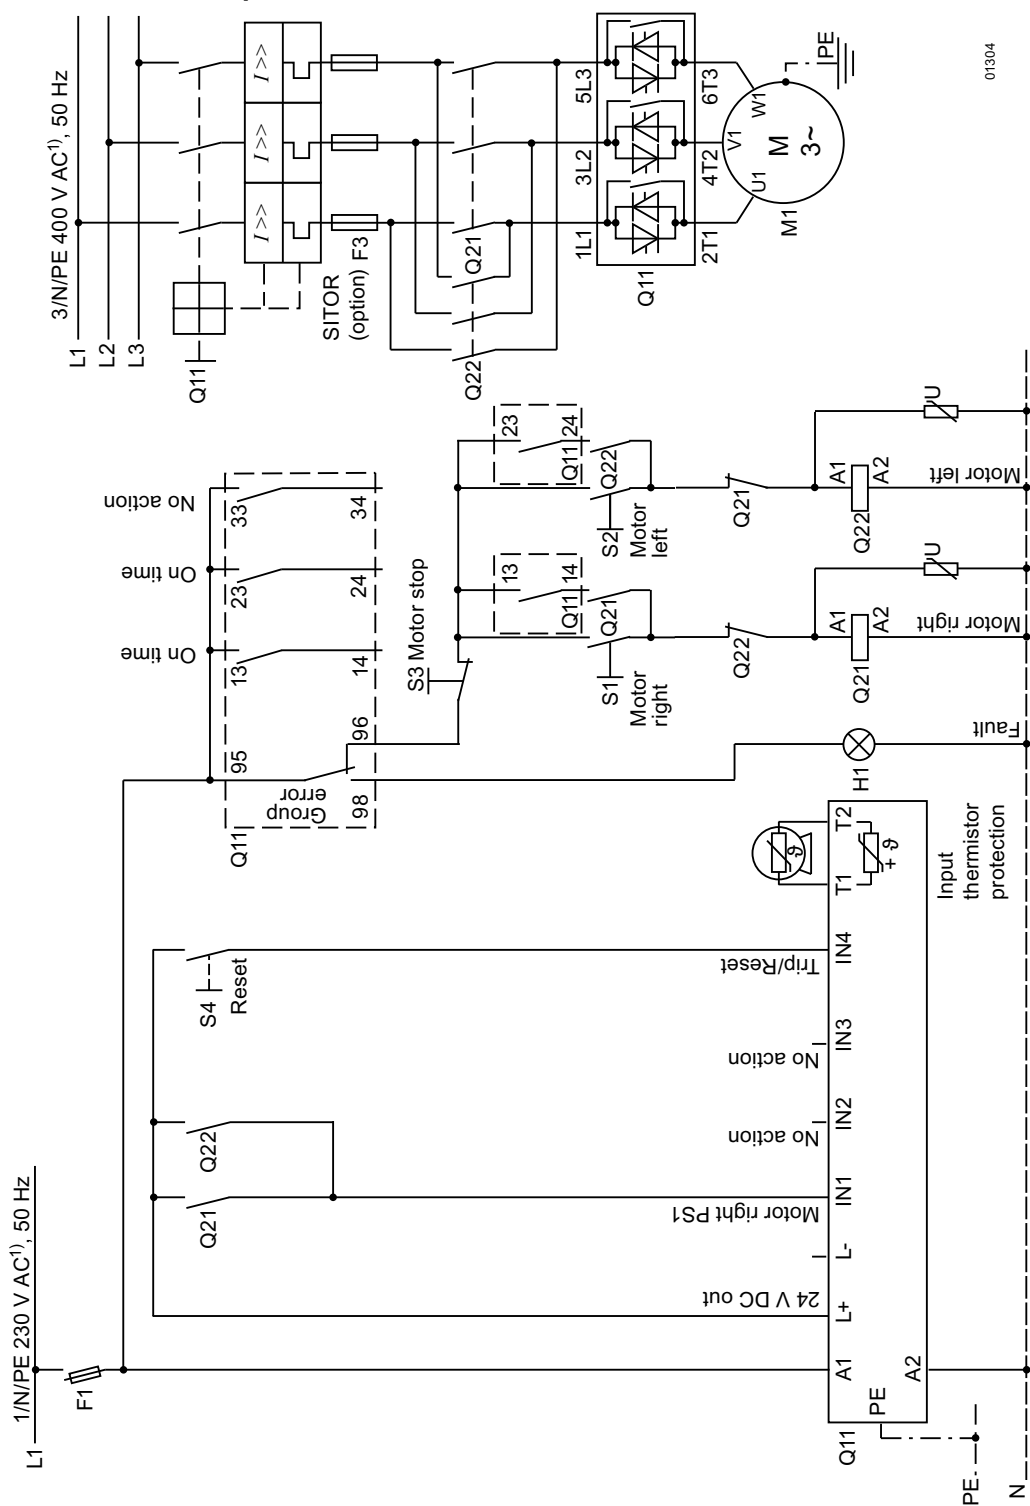 1/N/PE 230 V AC1), 50 Hz
L1
F1
Q21
Q22
S4
Reset
24 V DC out
Motor right PS1
No action
No action
Trip/Reset
Q11
PE
A1
L+
L-
IN1
IN2
IN3
IN4
T1
T2
A2
ϑ
+ ϑ
Input
thermistor
protection
PE
N
Q11
95
Group
error
98
96
On time
13
14
On time
23
24
No action
33
34
H1
Fault
S3 Motor stop
13
14
Q11
Q21
S1
Motor
right
Q22
Q21
A1
A2
U
Motor right
23
24
Q11
Q22
S2
Motor
left
Q21
Q22
A1
A2
U
Motor left
3/N/PE 400 V AC1), 50 Hz
L1
L2
L3
Q11
I >>
I >>
I >>
SITOR
(option) F3
Q21
Q22
1L1
3L2
5L3
Q11
2T1
4T2
6T3
U1
V1
W1
M
3~
M1
PE
01304